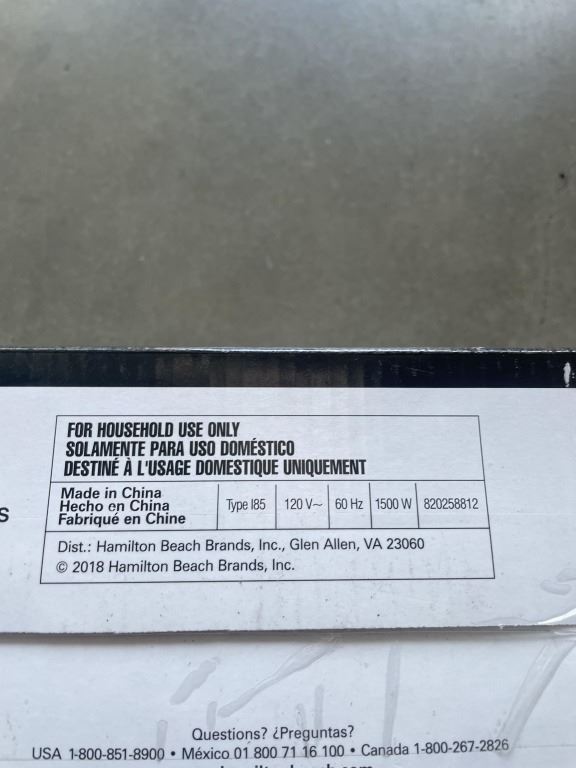 FOR HOUSEHOLD USE ONLY
SOLAMENTE PARA USO DOMÉSTICO
DESTINÉ À L'USAGE DOMESTIQUE UNIQUEMENT
Made in China
Hecho en China
Fabriqué en Chine
Type I85
120 V~
60 Hz
1500 W
820258812
Dist.: Hamilton Beach Brands, Inc., Glen Allen, VA 23060
© 2018 Hamilton Beach Brands, Inc.
Questions? ¿Preguntas?
USA 1-800-851-8900 • México 01 800 71 16 100 • Canada 1-800-267-2826